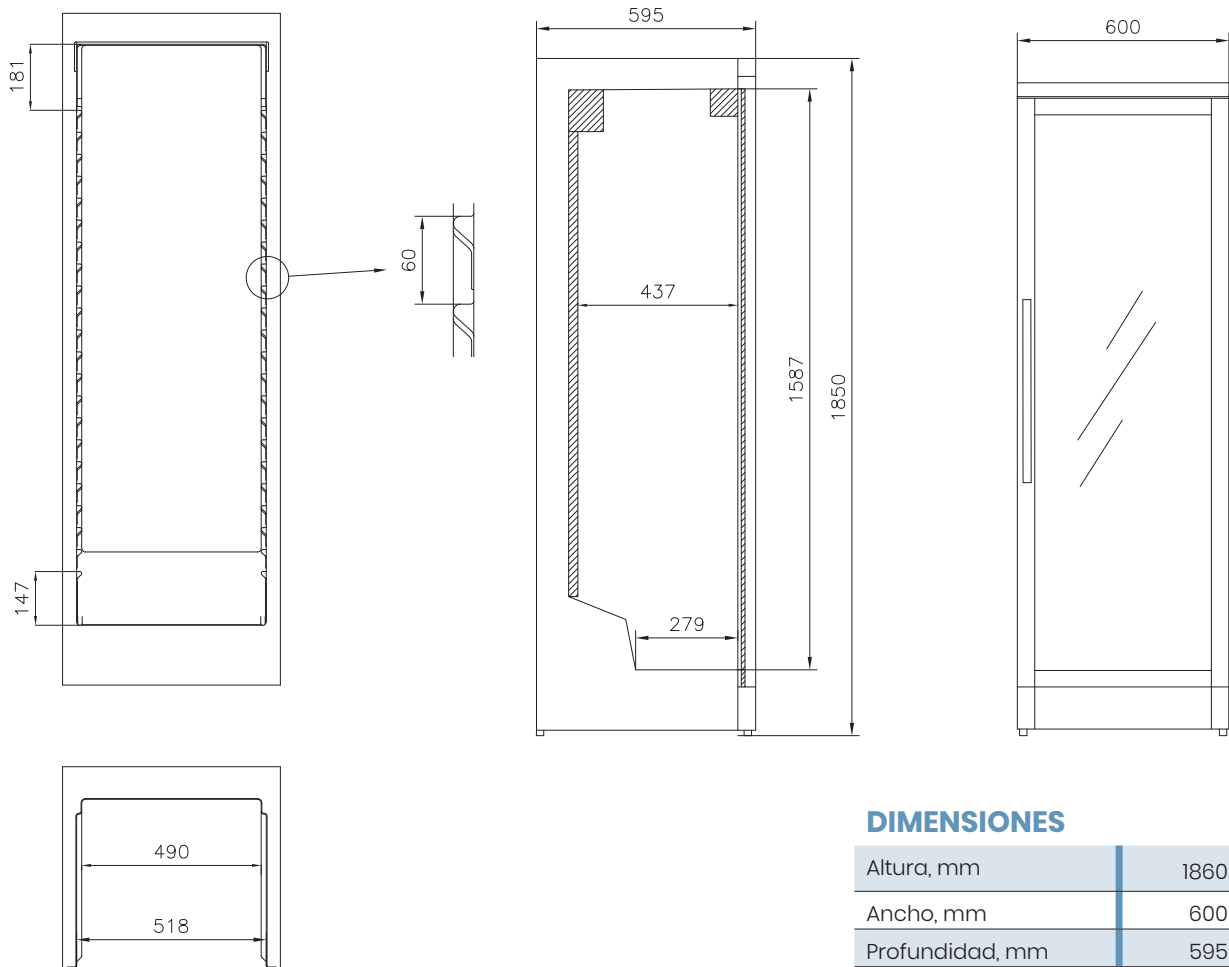 595
600
181
60
437
1587
1850
279
147
490
518
DIMENSIONES
Altura, mm 1860
Ancho, mm 600
Profundidad, mm 595